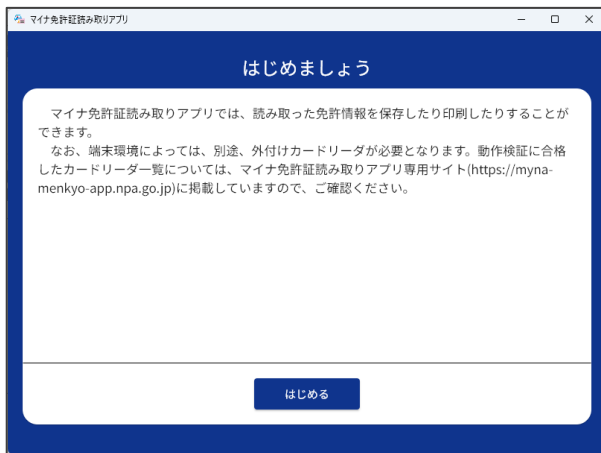 マイナ免許証読み取りアプリ
はじめましょう
マイナ免許証読み取りアプリでは、読み取った免許情報を保存したり印刷したりすることが
できます。
なお、端末環境によっては、別途、外付けカードリーダが必要となります。動作検証に合格
したカードリーダ一覧については、マイナ免許証読み取りアプリ専用サイト(https://myna-
menkyo-app.npa.go.jp)に掲載していますので、ご確認ください。
はじめる